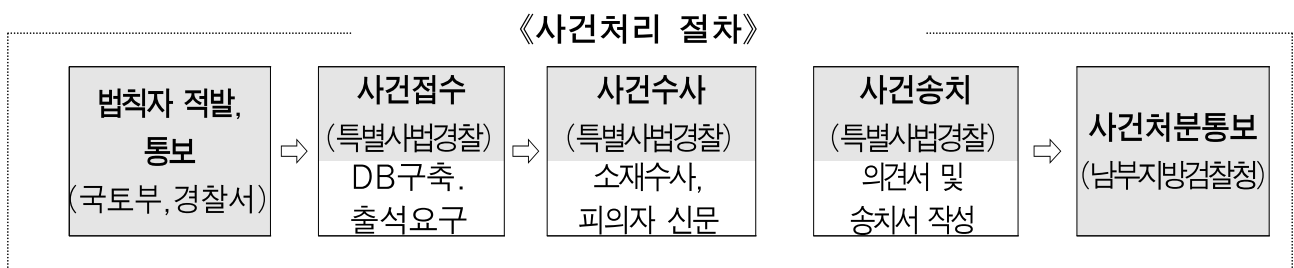 《사건처리 절차》
법칙자 적발,
통보
(국토부,경찰서)
⇨
사건접수
(특별사법경찰)
DB구축.
출석요구
⇨
사건수사
(특별사법경찰)
소재수사,
피의자 신문
사건송치
(특별사법경찰)
의견서 및
송치서 작성
⇨
사건처분통보
(남부지방검찰청)